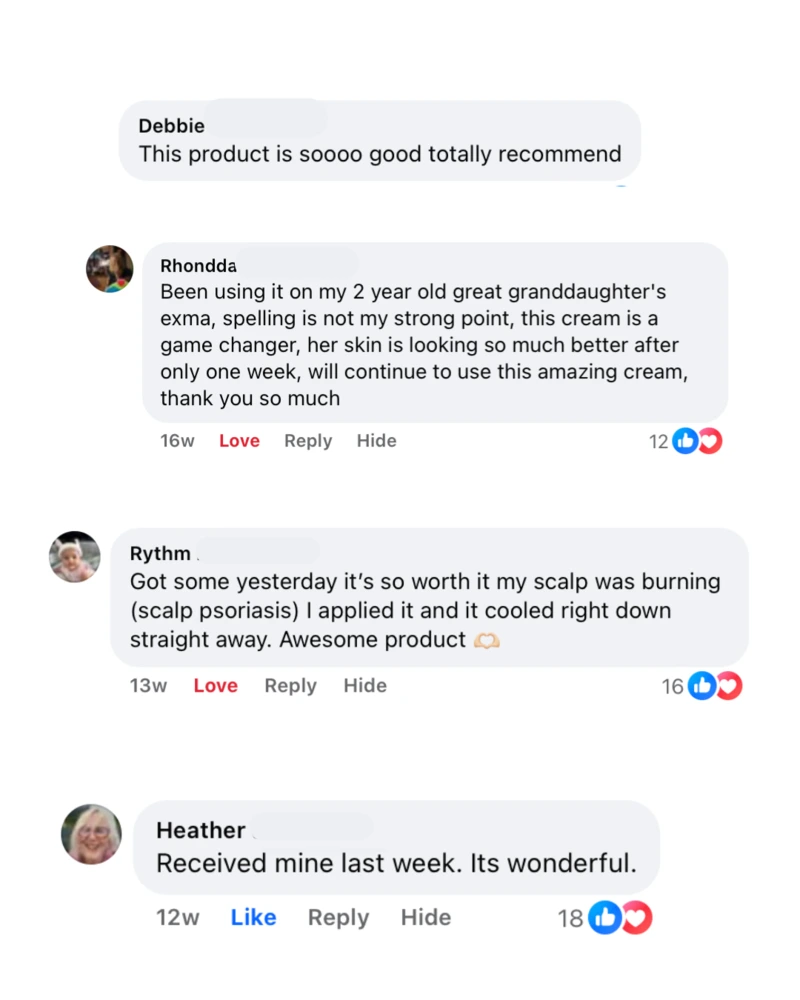 Debbie
This product is soooo good totally recommend
Rhondda
Been using it on my 2 year old great granddaughter's
exma, spelling is not my strong point, this cream is a
game changer, her skin is looking so much better after
only one week, will continue to use this amazing cream,
thank you so much
16w Love Reply Hide 12
Rythm
Got some yesterday it's so worth it my scalp was burning
(scalp psoriasis) I applied it and it cooled right down
straight away. Awesome product 🫶🏻
13w Love Reply Hide 16
Heather
Received mine last week. Its wonderful.
12w Like Reply Hide 18